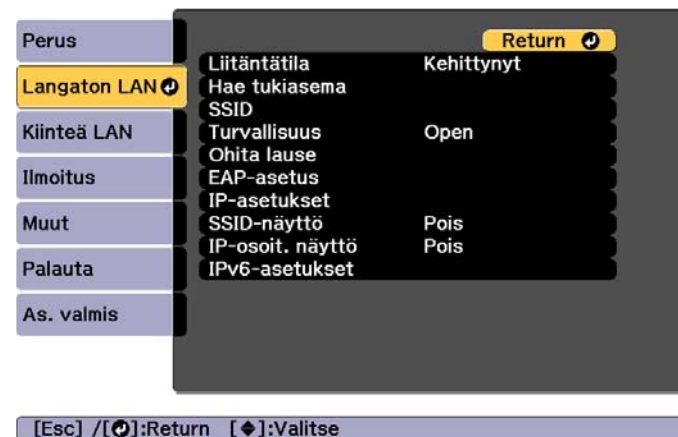 Perus
Langaton LAN
Kiinteä LAN
Ilmoitus
Muut
Palauta
As. valmis
Return
Liitäntätila Kehittynyt
Hae tukiasema
SSID
Turvallisuus Open
Ohita lause
EAP-asetus
IP-asetukset
SSID-näyttö Pois
IP-osoit. näyttö Pois
IPv6-asetukset
[Esc] /[⏎]:Return [◆]:Valitse